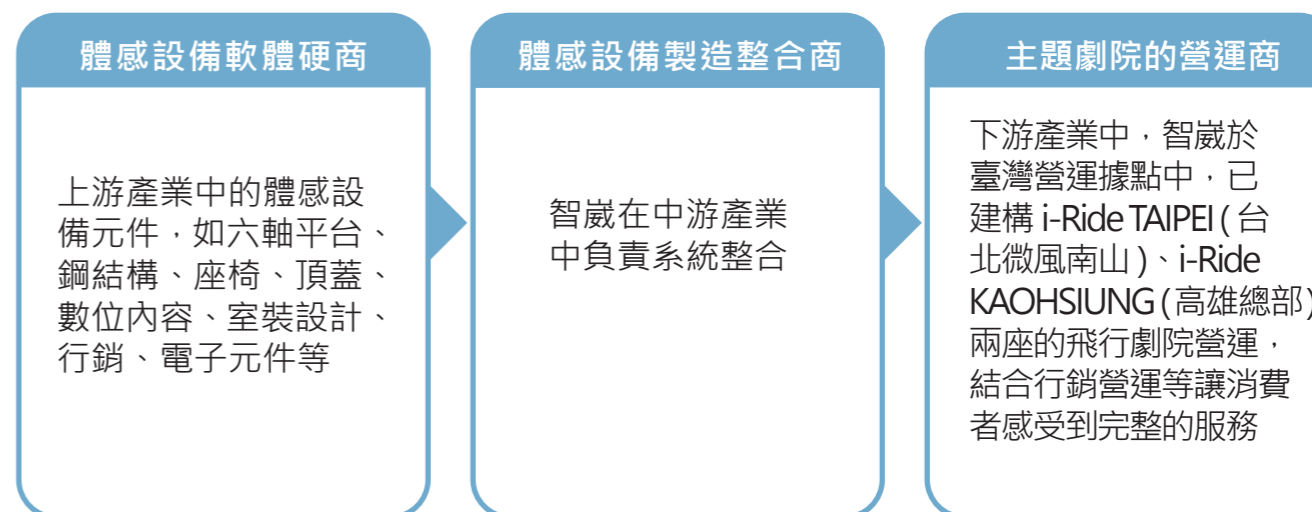 體感設備軟體硬商
上游產業中的體感設
備元件，如六軸平台、
鋼結構、座椅、頂蓋、
數位內容、室裝設計、
行銷、電子元件等
體感設備製造整合商
智崴在中游產業
中負責系統整合
主題劇院的營運商
下游產業中，智崴於
臺灣營運據點中，已
建構 i-Ride TAIPEI ( 台
北微風南山 )、i-Ride
KAOHSIUNG ( 高雄總部 )
兩座的飛行劇院營運，
結合行銷營運等讓消費
者感受到完整的服務